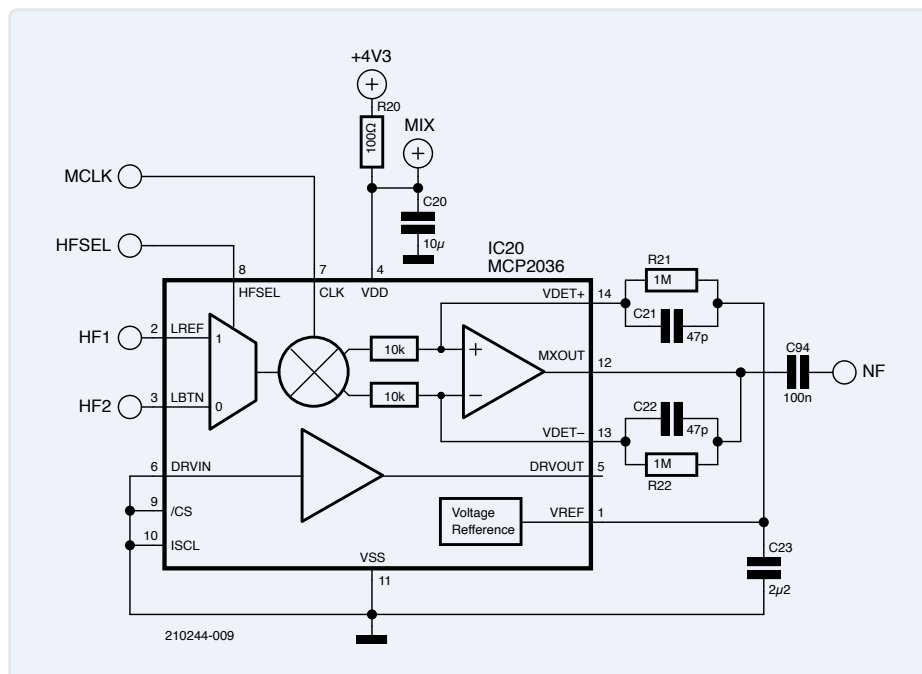 +4V3
R20
100Ω
MIX
MCLK
C20
10µ
HFSEL
IC20
MCP2036
8
7
4
HFSEL
CLK
VDD
R21
1M
VDET+
14
C21
47p
HF1
2
LREF
1
10k
+
MXOUT
12
C94
100n
NF
HF2
3
LBTN
0
10k
−
C22
47p
VDET−
13
1M
R22
6
DRVIN
DRVOUT
5
9
/CS
Voltage
Refference
VREF
1
10
ISCL
C23
2µ2
VSS
11
210244-009